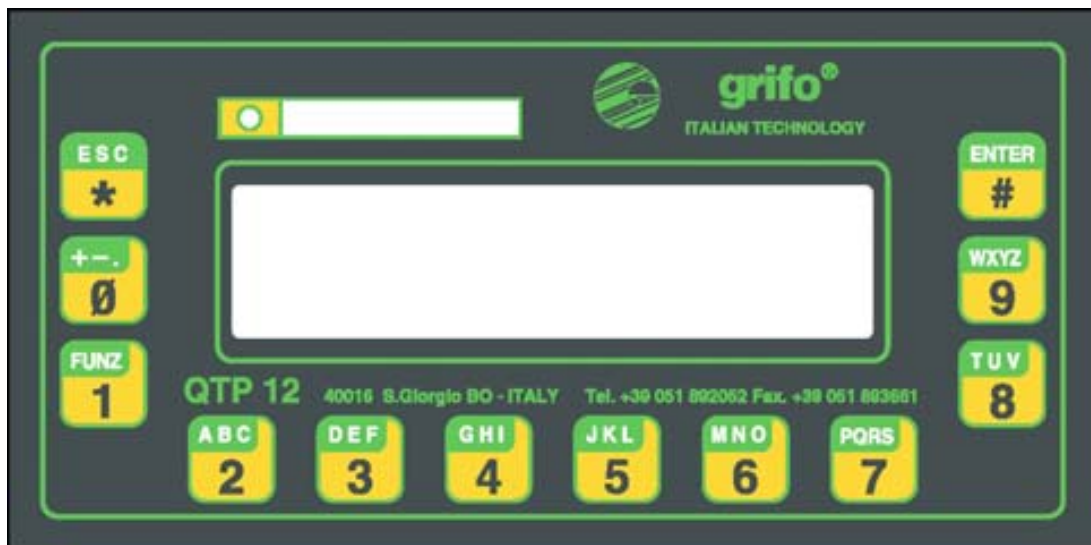 grifo®
ITALIAN TECHNOLOGY
ESC
*
ENTER
#
+-.
0
WXYZ
9
FUNZ
1
TUV
8
QTP 12 40016 S.Giorgio BO - ITALY Tel. +39 051 892052 Fax. +39 051 893661
ABC
2
DEF
3
GHI
4
JKL
5
MNO
6
PQRS
7